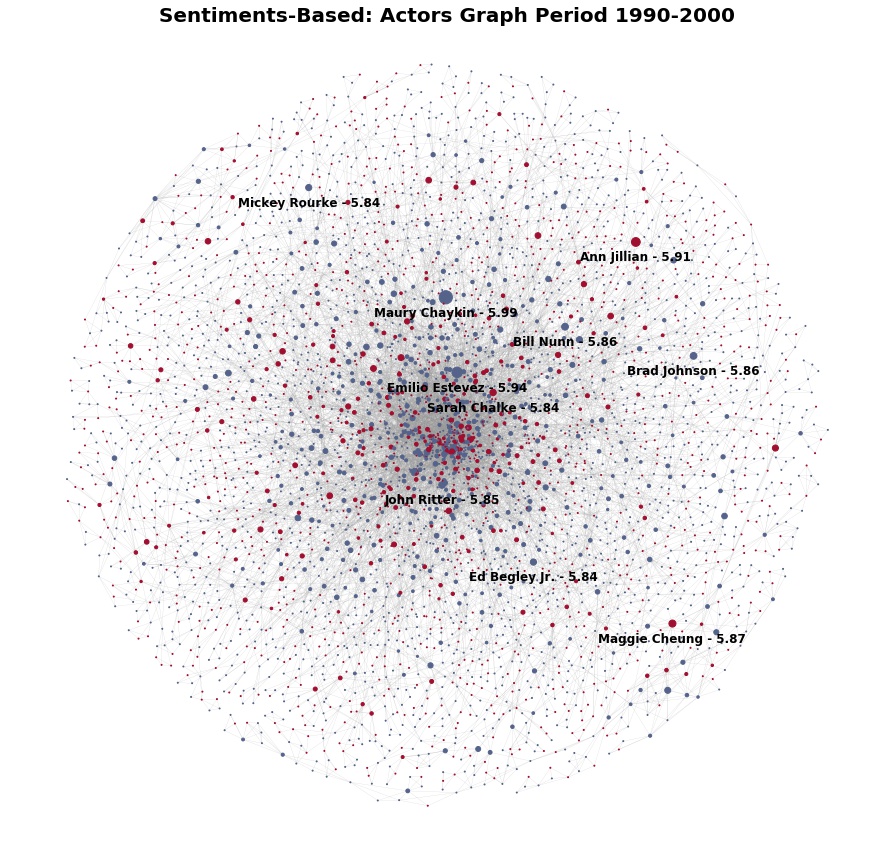 Sentiments-Based: Actors Graph Period 1990-2000
Mickey Rourke - 5.84
Ann Jillian - 5.91
Maury Chaykin - 5.99
Bill Nunn - 5.86
Brad Johnson - 5.86
Emilio Estevez - 5.94
Sarah Chalke - 5.84
John Ritter - 5.85
Ed Begley Jr. - 5.84
Maggie Cheung - 5.87